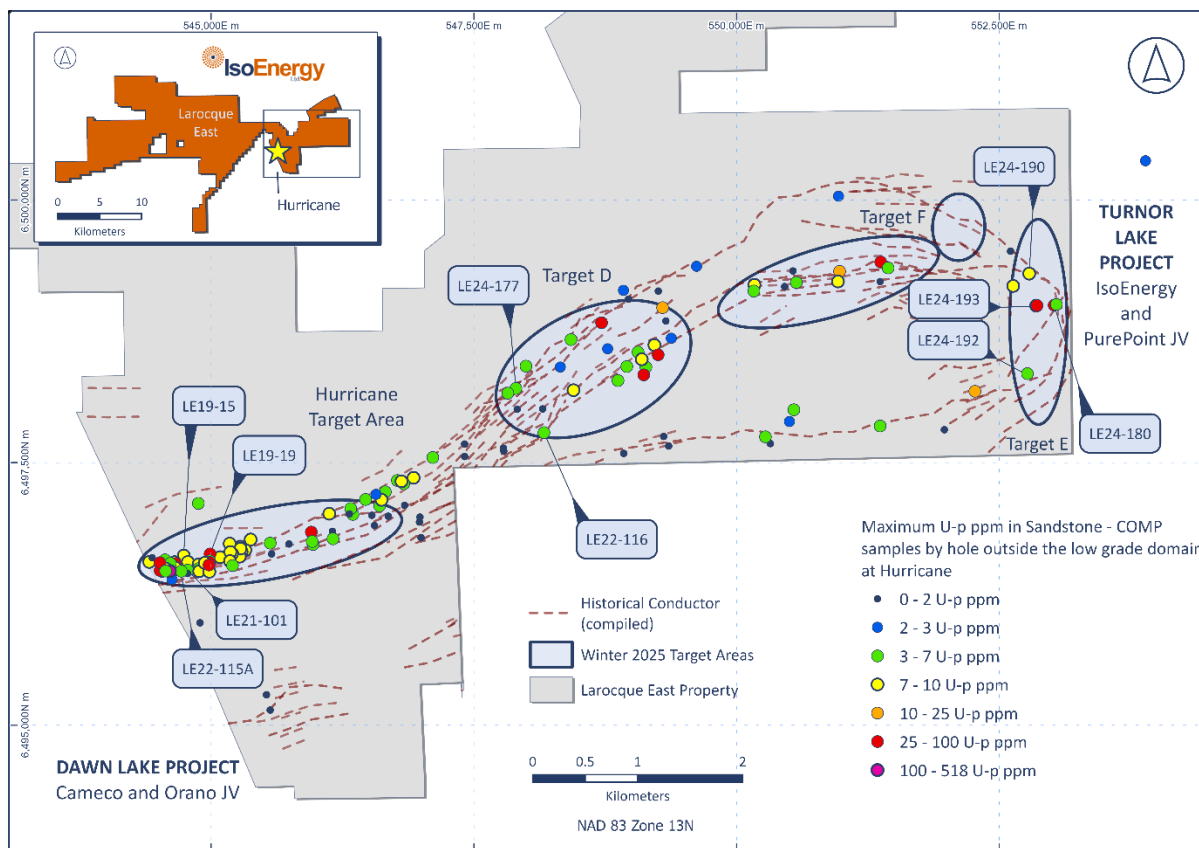 545,000E m
547,500E m
550,000E m
552,500E m
IsoEnergy
Ltd.
Larocque
East
Hurricane
0 5 10
Kilometers
6,500,000N m
6,497,500N m
6,495,000N m
LE24-190
Target F
TURNOR
LAKE
PROJECT
IsoEnergy
and
PurePoint JV
Target D
LE24-177
LE24-193
LE24-192
LE19-15
Hurricane
Target Area
LE19-19
LE24-180
Target E
LE22-116
LE21-101
LE22-115A
Maximum U-p ppm in Sandstone - COMP
samples by hole outside the low grade domain
at Hurricane
0 - 2 U-p ppm
2 - 3 U-p ppm
3 - 7 U-p ppm
7 - 10 U-p ppm
10 - 25 U-p ppm
25 - 100 U-p ppm
100 - 518 U-p ppm
Historical Conductor
(compiled)
Winter 2025 Target Areas
Larocque East Property
DAWN LAKE PROJECT
Cameco and Orano JV
0 0.5 1 2
Kilometers
NAD 83 Zone 13N